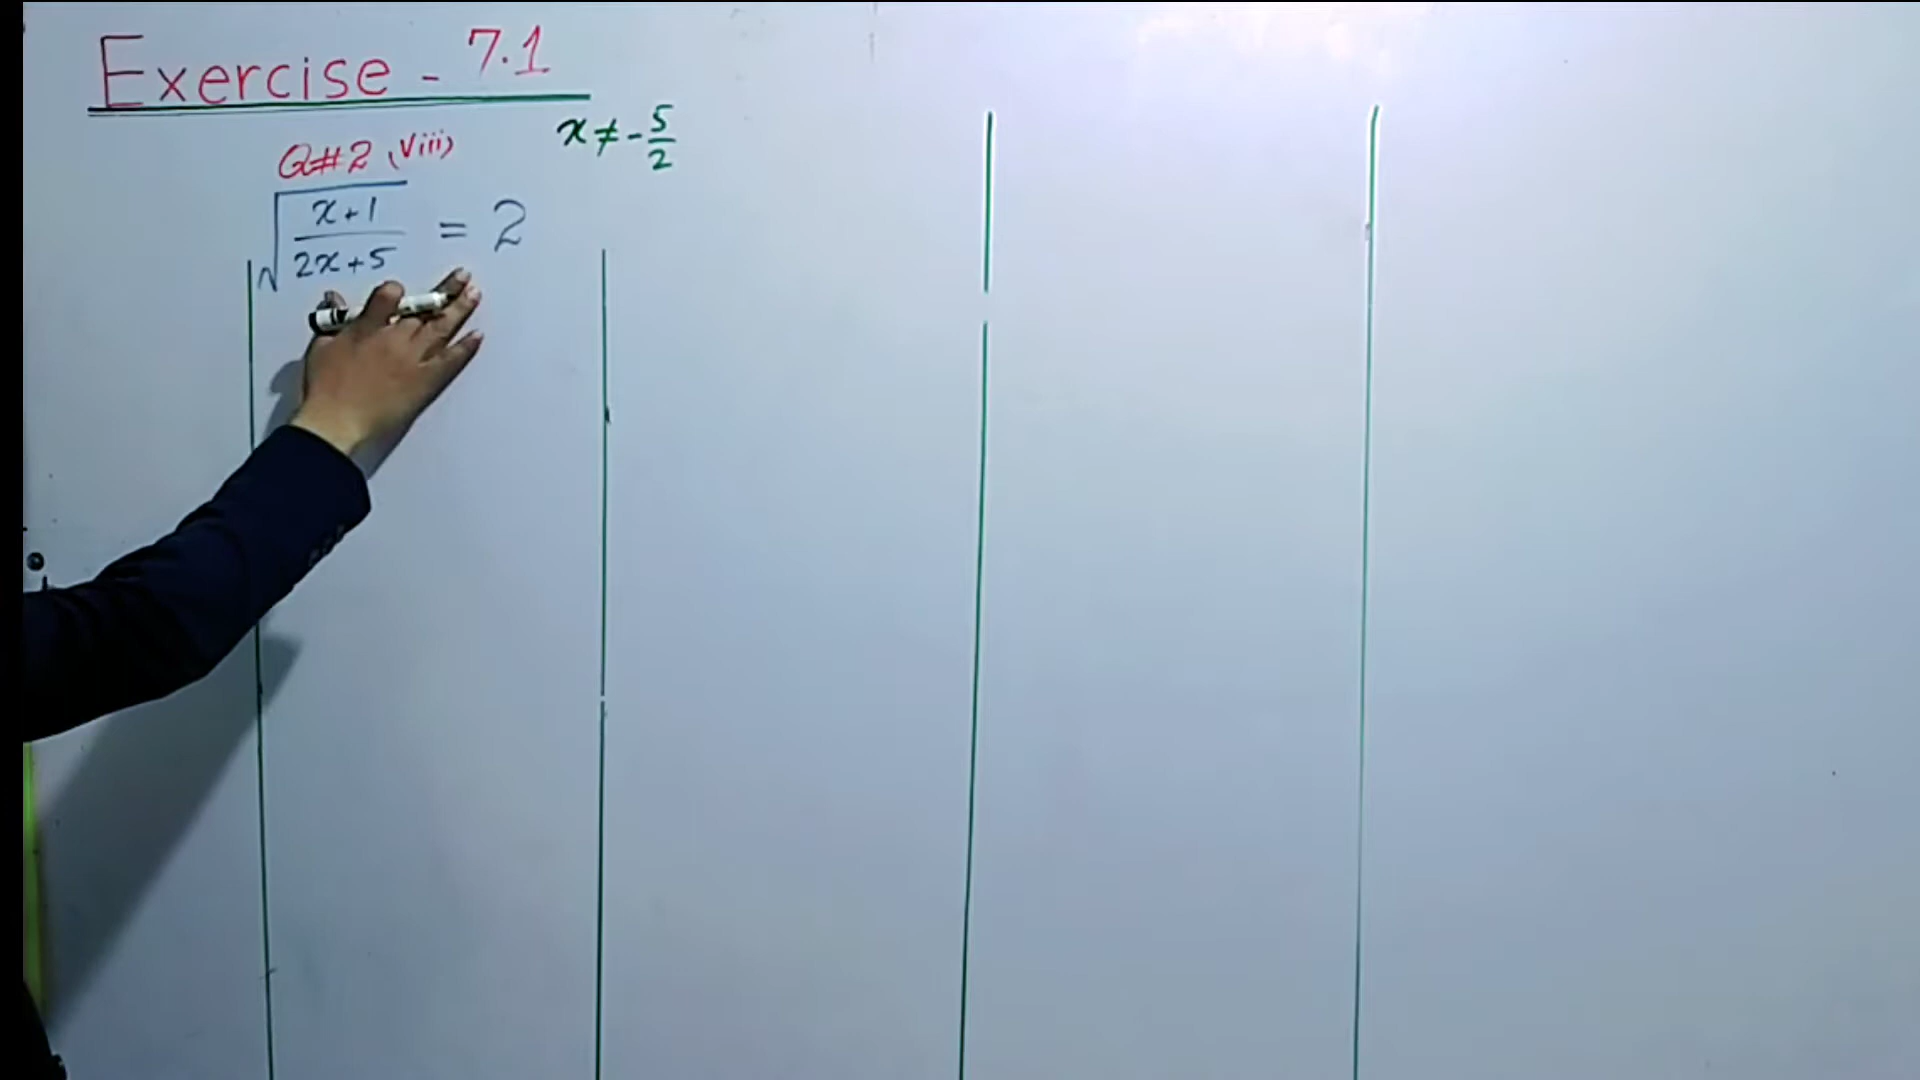 Exercise - 7.1
Q#2 (viii)
x ≠ -5/2
√((x+1)/(2x+5)) = 2